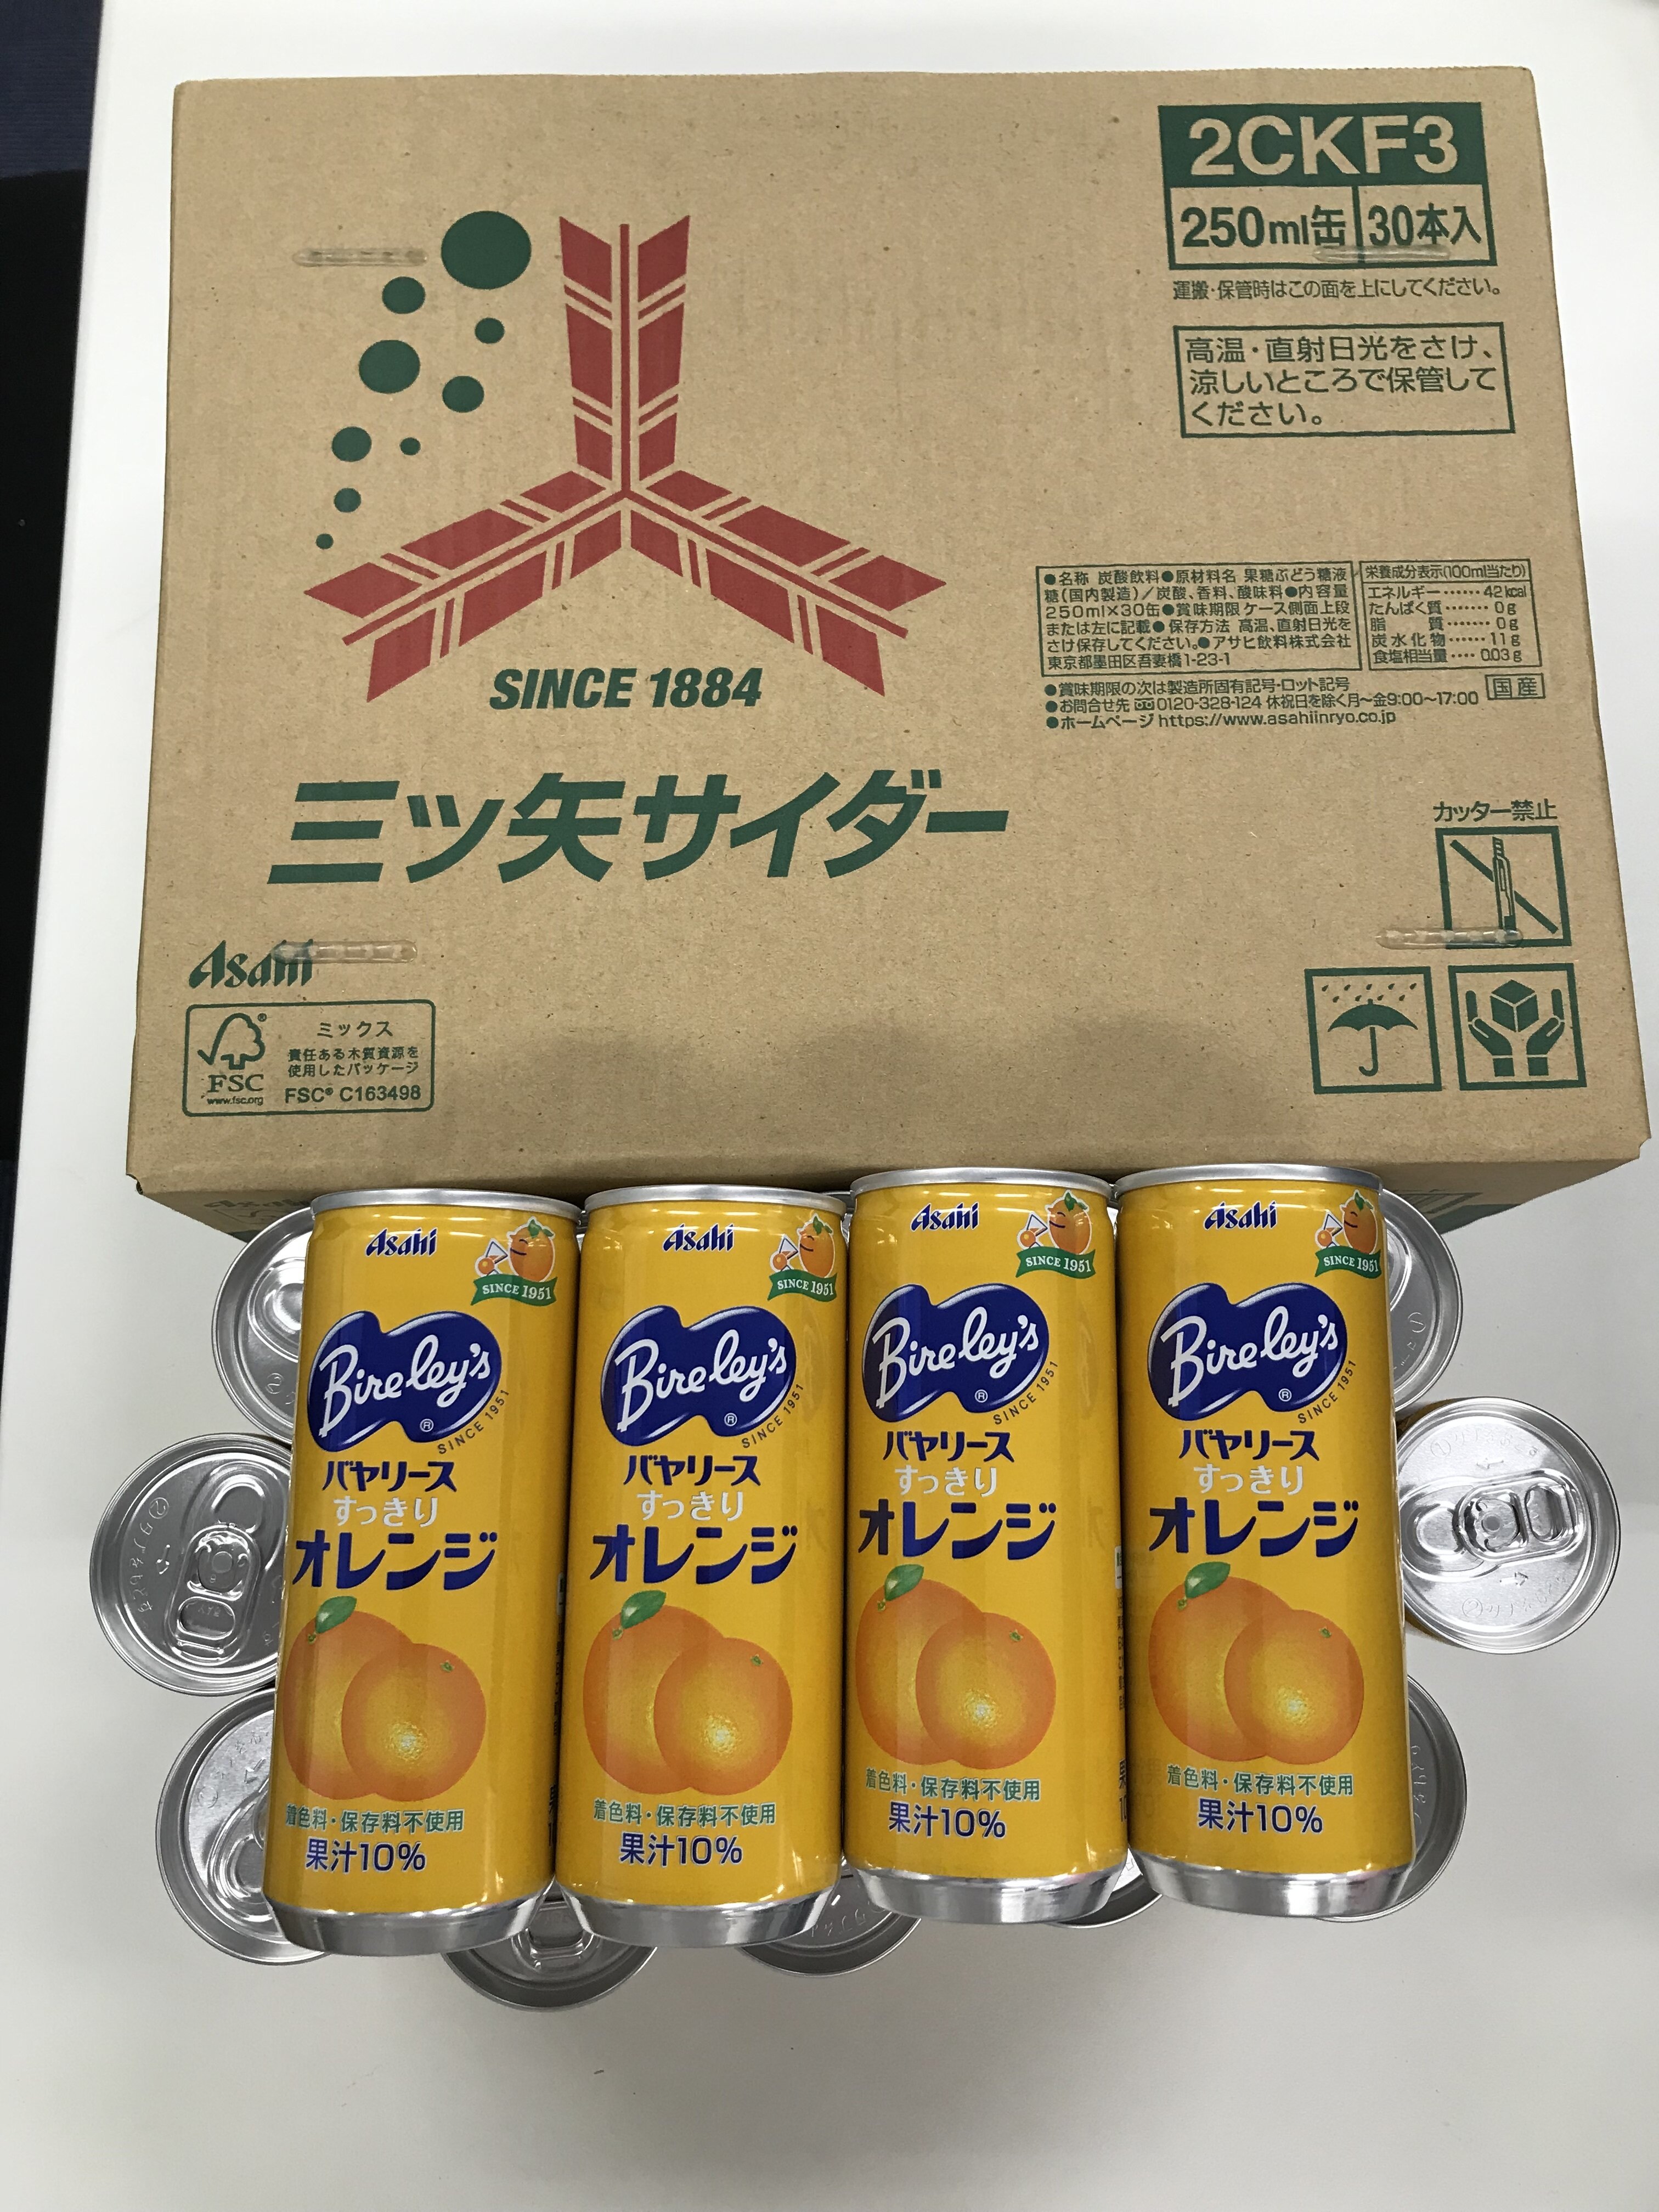 2CKF3
250ml缶 30本入
運搬・保管時はこの面を上にしてください。
高温・直射日光をさけ、
涼しいところで保管して
ください。
●名称 炭酸飲料●原材料名 果糖ぶどう糖液
糖(国内製造)/炭酸、香料、酸味料●内容量
250ml×30缶●賞味期限 ケース側面上段
または左に記載●保存方法 高温、直射日光を
さけ保存してください。●アサヒ飲料株式会社
東京都墨田区吾妻橋1-23-1
栄養成分表示(100ml当たり)
エネルギー……42kcal
たんぱく質……0g
脂質……0g
炭水化物……11g
食塩相当量…0.03g
●賞味期限の次は製造所固有記号・ロット記号
国産
●お問合せ先 0120-328-124 休祝日を除く月〜金9:00〜17:00
●ホームページ https://www.asahiinryo.co.jp
SINCE 1884
三ツ矢サイダー
カッター禁止
Asahi
FSC
www.fsc.org
ミックス
責任ある木質資源を
使用したパッケージ
FSC® C163498
Asahi
SINCE 1951
Bireley's
®
SINCE 1951
バヤリース
すっきり
オレンジ
着色料・保存料不使用
果汁10%
Asahi
SINCE 1951
Bireley's
®
SINCE 1951
バヤリース
すっきり
オレンジ
着色料・保存料不使用
果汁10%
Asahi
SINCE 1951
Bireley's
®
SINCE 1951
バヤリース
すっきり
オレンジ
着色料・保存料不使用
果汁10%
Asahi
SINCE 1951
Bireley's
®
SINCE 1951
バヤリース
すっきり
オレンジ
着色料・保存料不使用
果汁10%